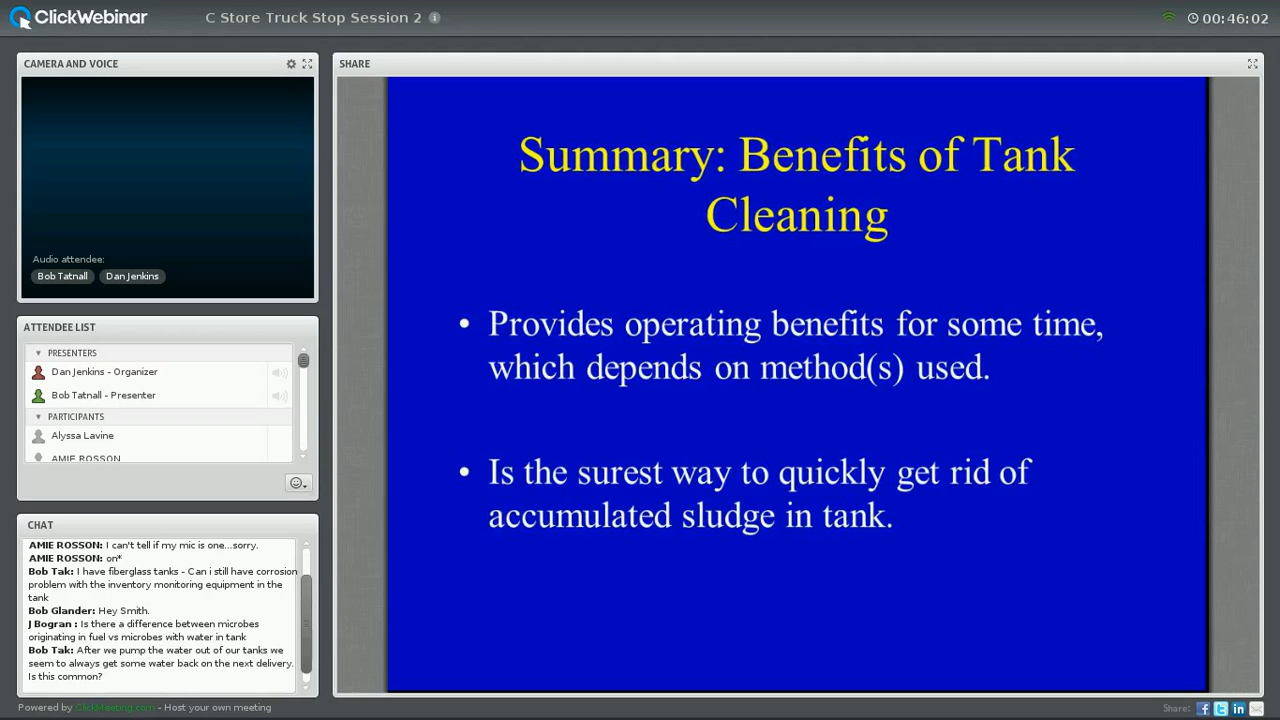 ClickWebinar
C Store Truck Stop Session 2
00:46:02
CAMERA AND VOICE
Audio attendee:
Bob Tatnall Dan Jenkins
ATTENDEE LIST
PRESENTERS
Dan Jenkins - Organizer
Bob Tatnall - Presenter
PARTICIPANTS
Alyssa Lavine
AMIE ROSSON
CHAT
AMIE ROSSON: I can't tell if my mic is one...sorry.
AMIE ROSSON: on*
Bob Tak: I have fiberglass tanks - Can i still have corrosion
problem with the inventory monitoring equipment in the
tank
Bob Glander: Hey Smith.
J Bogran : Is there a difference between microbes
originating in fuel vs microbes with water in tank
Bob Tak: After we pump the water out of our tanks we
seem to always get some water back on the next delivery.
Is this common?
SHARE
Summary: Benefits of Tank
Cleaning
• Provides operating benefits for some time,
which depends on method(s) used.
• Is the surest way to quickly get rid of
accumulated sludge in tank.
Powered by ClickMeeting.com - Host your own meeting
Share: